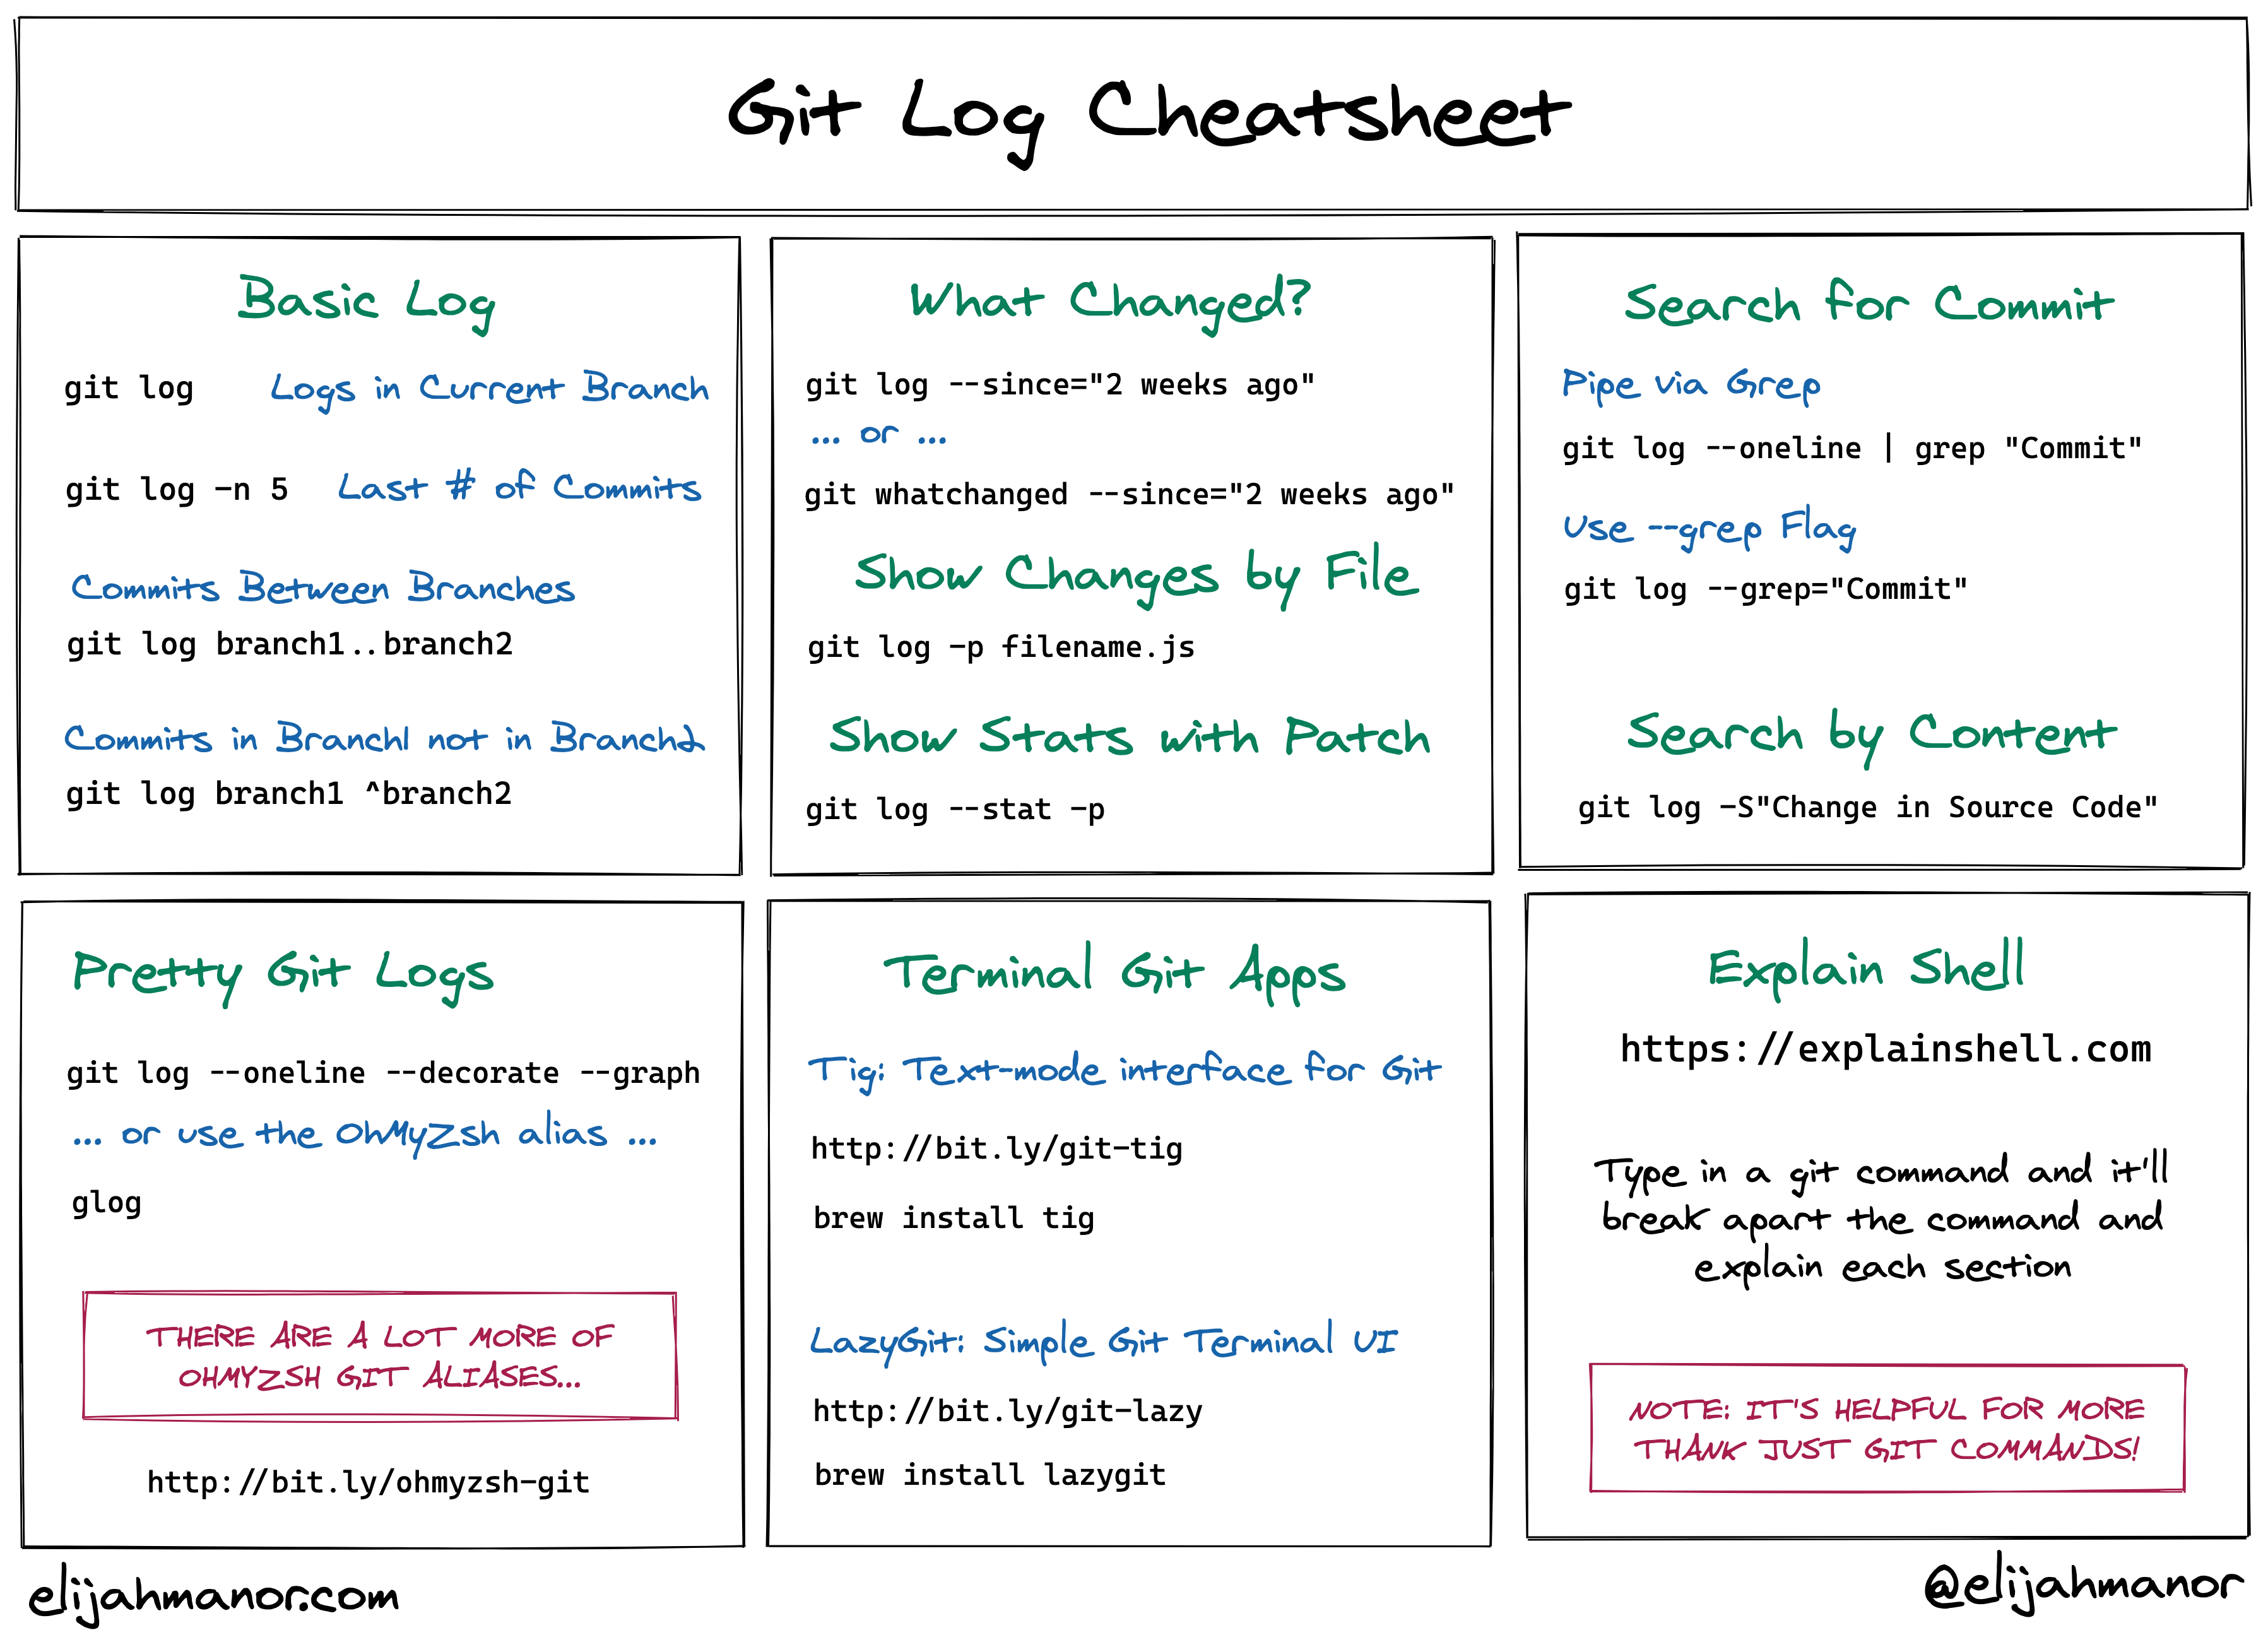 Git Log Cheatsheet
Basic Log
git log Logs in Current Branch
git log -n 5 Last # of Commits
Commits Between Branches
git log branch1..branch2
Commits in Branch1 not in Branch2
git log branch1 ^branch2
What Changed?
git log --since="2 weeks ago"
... or ...
git whatchanged --since="2 weeks ago"
Show Changes by File
git log -p filename.js
Show Stats with Patch
git log --stat -p
Search for Commit
Pipe via Grep
git log --oneline | grep "Commit"
Use --grep Flag
git log --grep="Commit"
Search by Content
git log -S"Change in Source Code"
Pretty Git Logs
git log --oneline --decorate --graph
... or use the OhMyZsh alias ...
glog
THERE ARE A LOT MORE OF
OHMYZSH GIT ALIASES...
http://bit.ly/ohmyzsh-git
Terminal Git Apps
Tig: Text-mode interface for Git
http://bit.ly/git-tig
brew install tig
LazyGit: Simple Git Terminal UI
http://bit.ly/git-lazy
brew install lazygit
Explain Shell
https://explainshell.com
Type in a git command and it'll
break apart the command and
explain each section
NOTE: IT'S HELPFUL FOR MORE
THANK JUST GIT COMMANDS!
elijahmanor.com
@elijahmanor